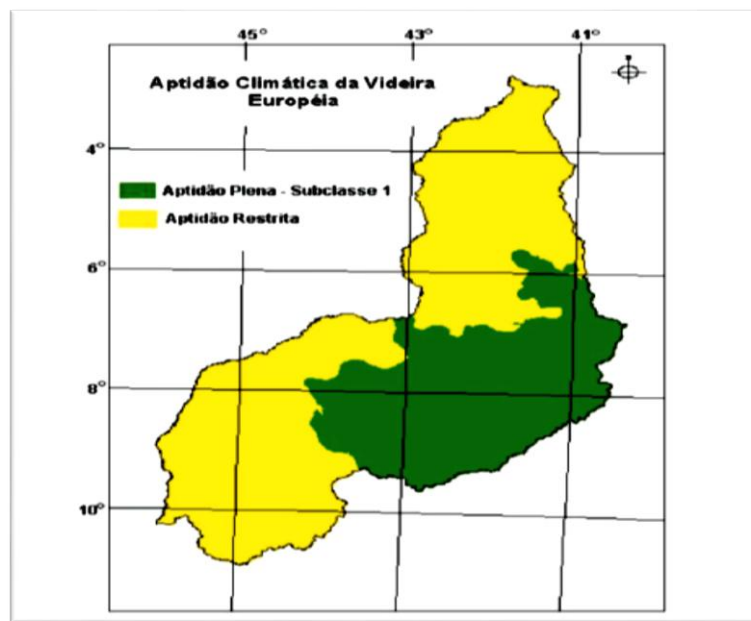 45° 43° 41°
Aptidão Climática da Videira
Européia
4°
Aptidão Plena - Subclasse 1
Aptidão Restrita
6°
8°
10°